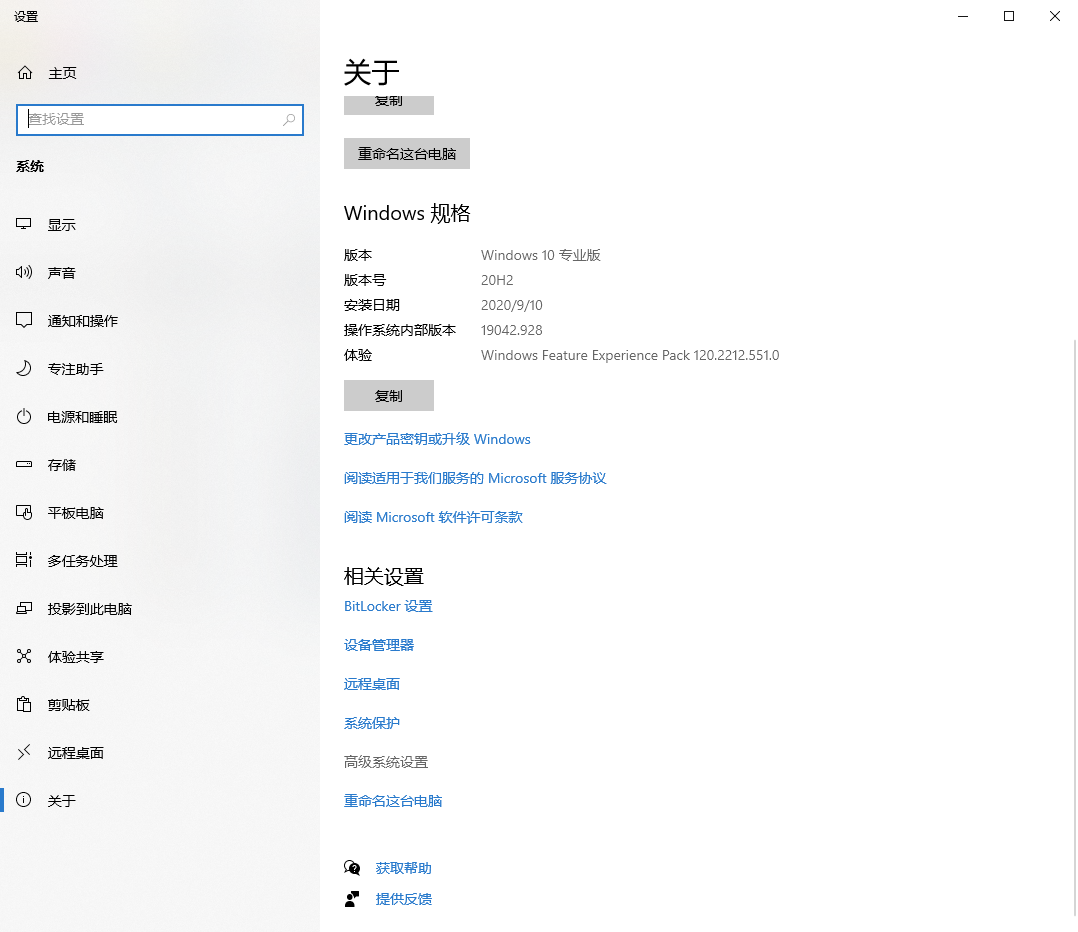 设置
主页
查找设置
系统
显示
声音
通知和操作
专注助手
电源和睡眠
存储
平板电脑
多任务处理
投影到此电脑
体验共享
剪贴板
远程桌面
关于
关于
复制
重命名这台电脑
Windows 规格
版本 Windows 10 专业版
版本号 20H2
安装日期 2020/9/10
操作系统内部版本 19042.928
体验 Windows Feature Experience Pack 120.2212.551.0
复制
更改产品密钥或升级 Windows
阅读适用于我们服务的 Microsoft 服务协议
阅读 Microsoft 软件许可条款
相关设置
BitLocker 设置
设备管理器
远程桌面
系统保护
高级系统设置
重命名这台电脑
获取帮助
提供反馈